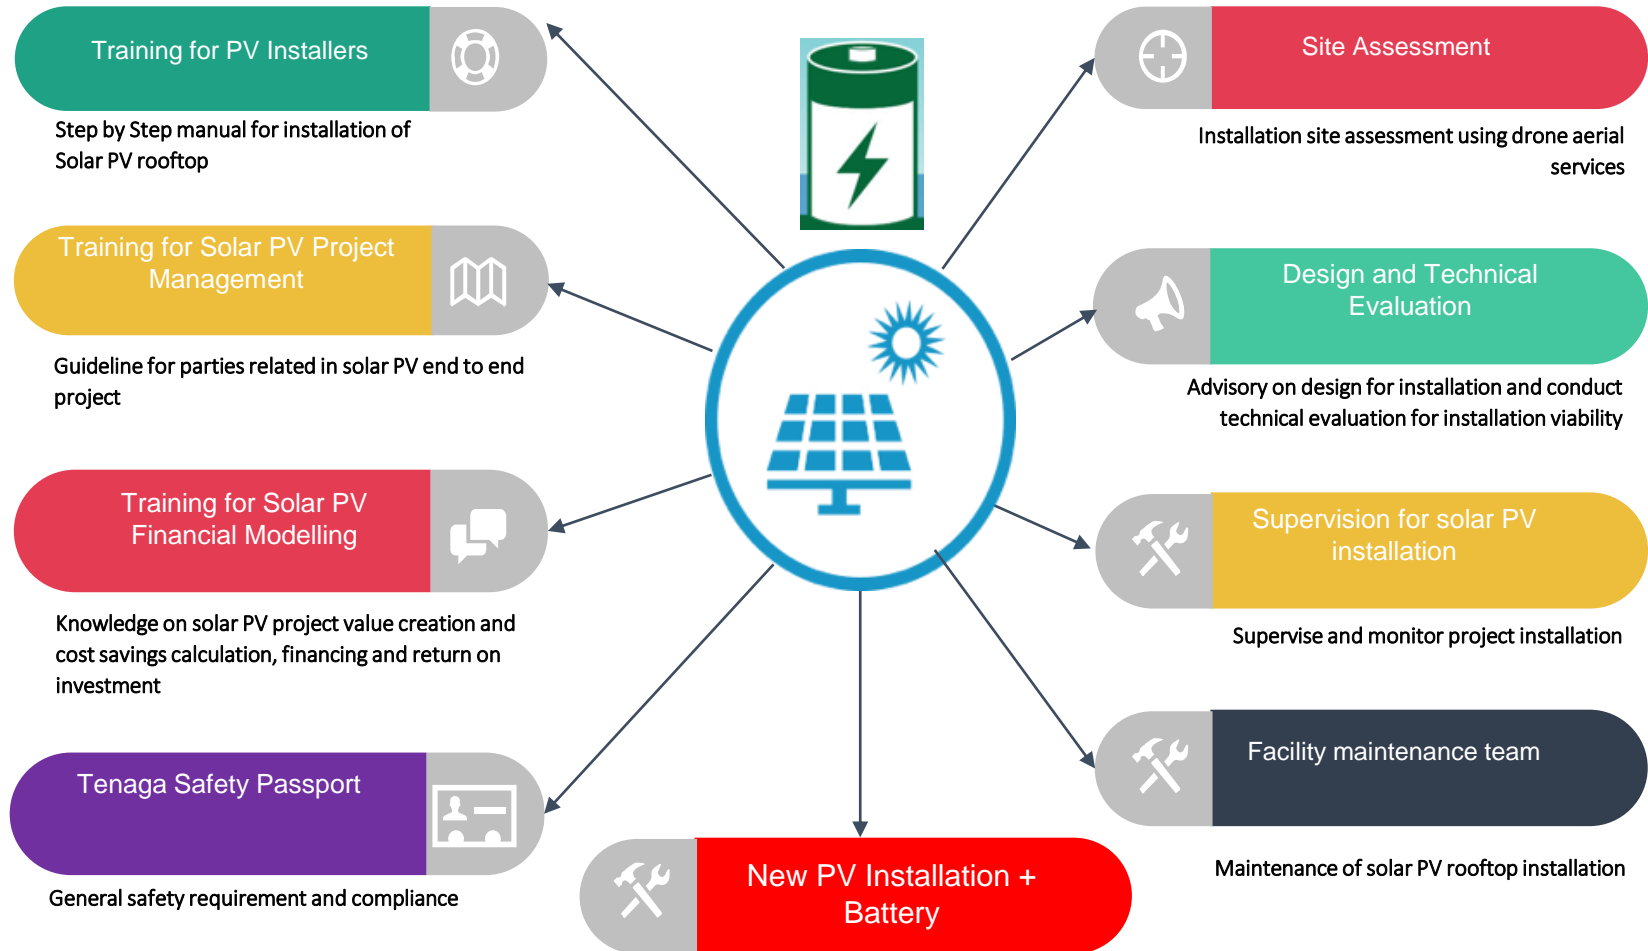 Training for PV Installers
Step by Step manual for installation of
Solar PV rooftop
Training for Solar PV Project
Management
Guideline for parties related in solar PV end to end
project
Training for Solar PV
Financial Modelling
Knowledge on solar PV project value creation and
cost savings calculation, financing and return on
investment
Tenaga Safety Passport
General safety requirement and compliance
New PV Installation +
Battery
Site Assessment
Installation site assessment using drone aerial
services
Design and Technical
Evaluation
Advisory on design for installation and conduct
technical evaluation for installation viability
Supervision for solar PV
installation
Supervise and monitor project installation
Facility maintenance team
Maintenance of solar PV rooftop installation